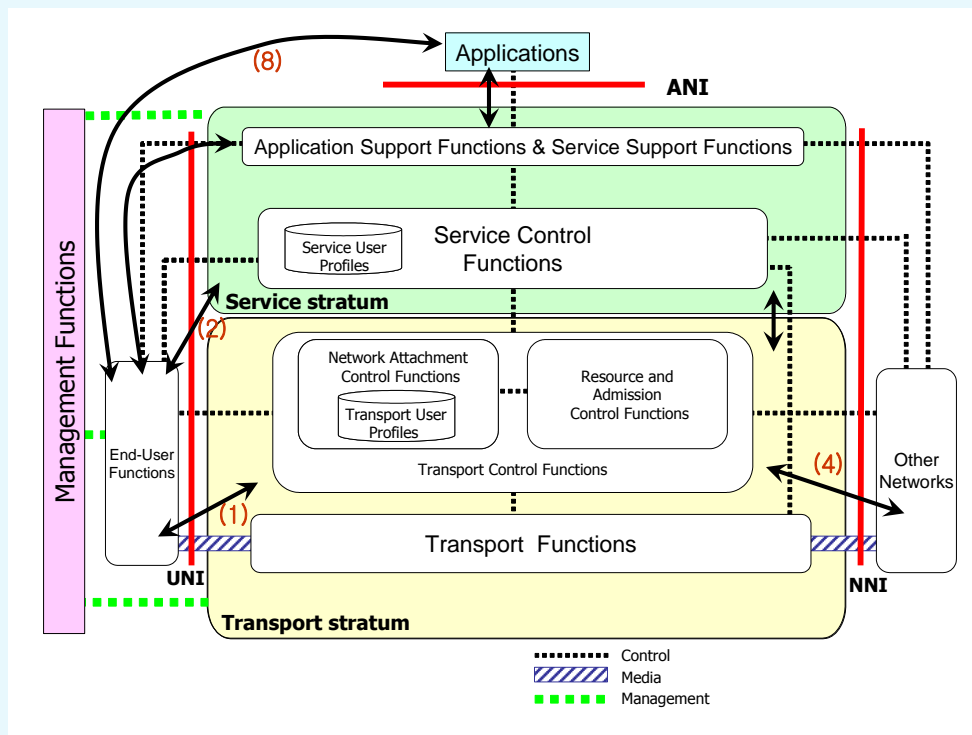 (8)
Applications
ANI
Application Support Functions & Service Support Functions
Management Functions
Service User
Profiles
Service Control
Functions
Service stratum
(2)
Network Attachment
Control Functions
Transport User
Profiles
Resource and
Admission
Control Functions
Transport Control Functions
End-User
Functions
(1)
(4)
Other
Networks
Transport Functions
UNI
NNI
Transport stratum
Control
Media
Management